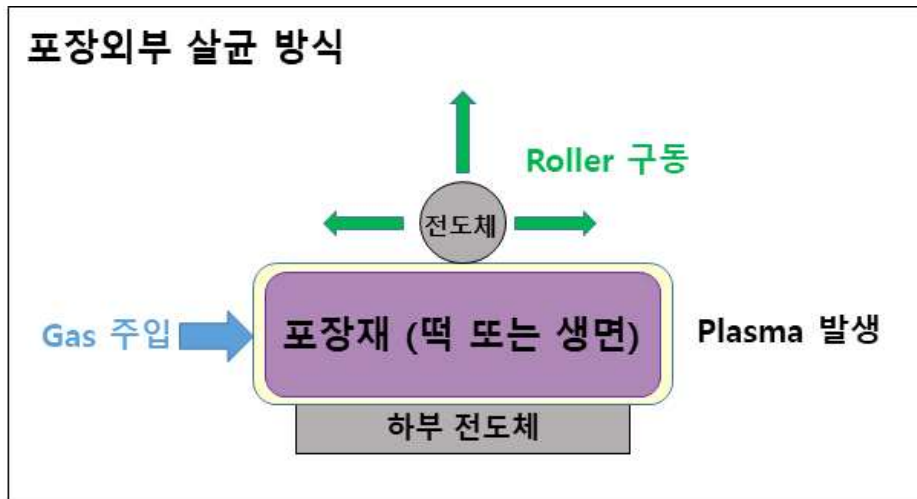 포장외부 살균 방식
Roller 구동
전도체
Gas 주입
포장재 (떡 또는 생면)
Plasma 발생
하부 전도체